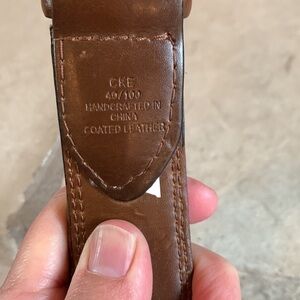 CKE
40/100
HANDCRAFTED IN
CHINA
COATED LEATHER